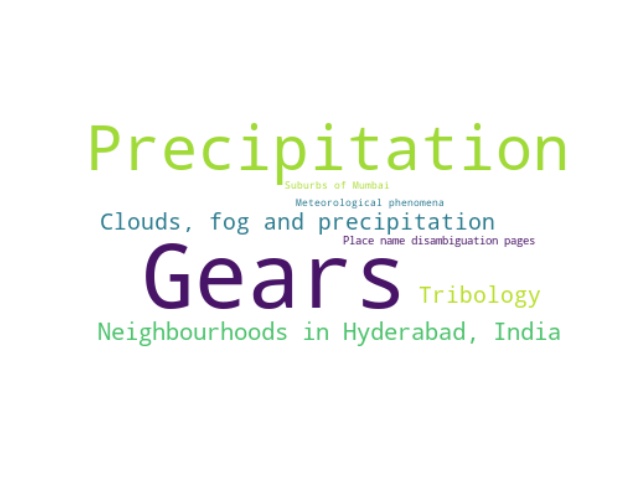 Precipitation
Suburbs of Mumbai
Meteorological phenomena
Clouds, fog and precipitation
Place name disambiguation pages
Gears
Tribology
Neighbourhoods in Hyderabad, India